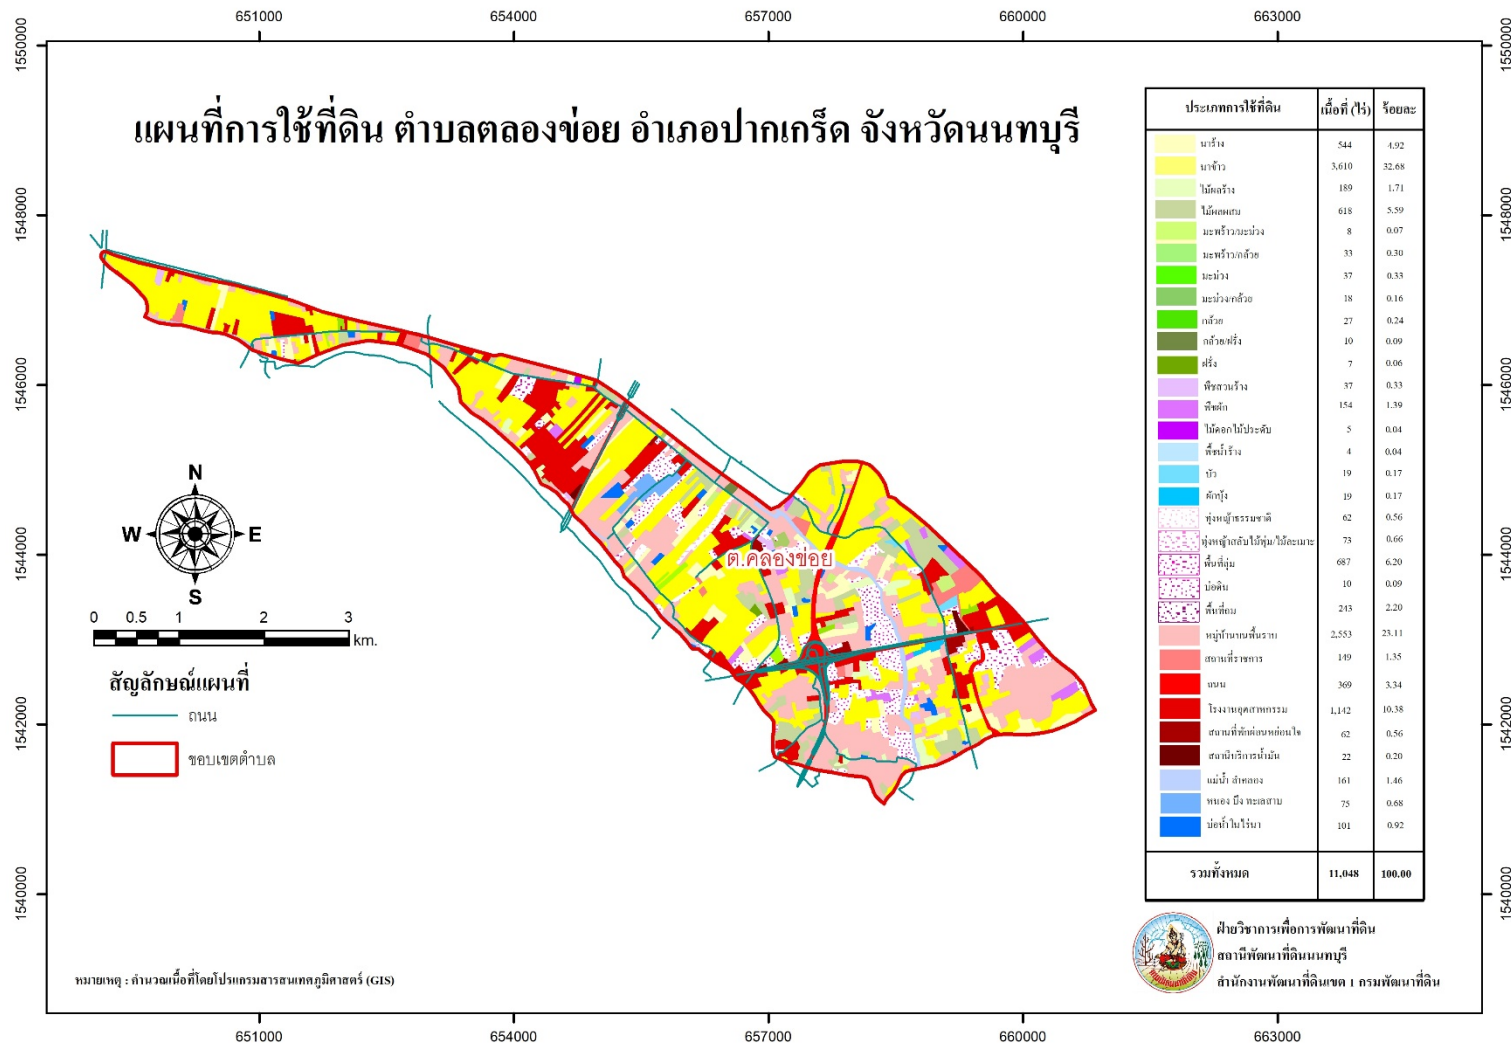 651000 654000 657000 660000 663000
1550000 1550000
1548000 1548000
1546000 1546000
1544000 1544000
1542000 1542000
1540000 1540000
แผนที่การใช้ที่ดิน ตำบลตลองข่อย อำเภอปากเกร็ด จังหวัดนนทบุรี
ต.คลองข่อย
N
W E
S
0 0.5 1 2 3
km.
สัญลักษณ์แผนที่
ถนน
ขอบเขตตำบล
หมายเหตุ : คำนวณเนื้อที่โดยโปรแกรมสารสนเทศภูมิศาสตร์ (GIS)
ประเภทการใช้ที่ดิน เนื้อที่ (ไร่) ร้อยละ
นาร้าง 544 4.92
นาข้าว 3,610 32.68
ไม้ผลร้าง 189 1.71
ไม้ผลผสม 618 5.59
มะพร้าว/มะม่วง 8 0.07
มะพร้าว/กล้วย 33 0.30
มะม่วง 37 0.33
มะม่วง/กล้วย 18 0.16
กล้วย 27 0.24
กล้วย/ฝรั่ง 10 0.09
ฝรั่ง 7 0.06
พืชสวนร้าง 37 0.33
พืชผัก 154 1.39
ไม้ดอกไม้ประดับ 5 0.04
พืชน้ำร้าง 4 0.04
บัว 19 0.17
ผักบุ้ง 19 0.17
ทุ่งหญ้าธรรมชาติ 62 0.56
ทุ่งหญ้าสลับไม้พุ่ม/ไม้ละเมาะ 73 0.66
พื้นที่ลุ่ม 687 6.20
บ่อดิน 10 0.09
พื้นที่ถม 243 2.20
หมู่บ้านบนพื้นราบ 2,553 23.11
สถานที่ราชการ 149 1.35
ถนน 369 3.34
โรงงานอุตสาหกรรม 1,142 10.38
สถานที่พักผ่อนหย่อนใจ 62 0.56
สถานีบริการน้ำมัน 22 0.20
แม่น้ำ ลำคลอง 161 1.46
หนอง บึง ทะเลสาบ 75 0.68
บ่อน้ำในไร่นา 101 0.92
รวมทั้งหมด 11,048 100.00
ฝ่ายวิชาการเพื่อการพัฒนาที่ดิน
สถานีพัฒนาที่ดินนนทบุรี
สำนักงานพัฒนาที่ดินเขต 1 กรมพัฒนาที่ดิน
651000 654000 657000 660000 663000